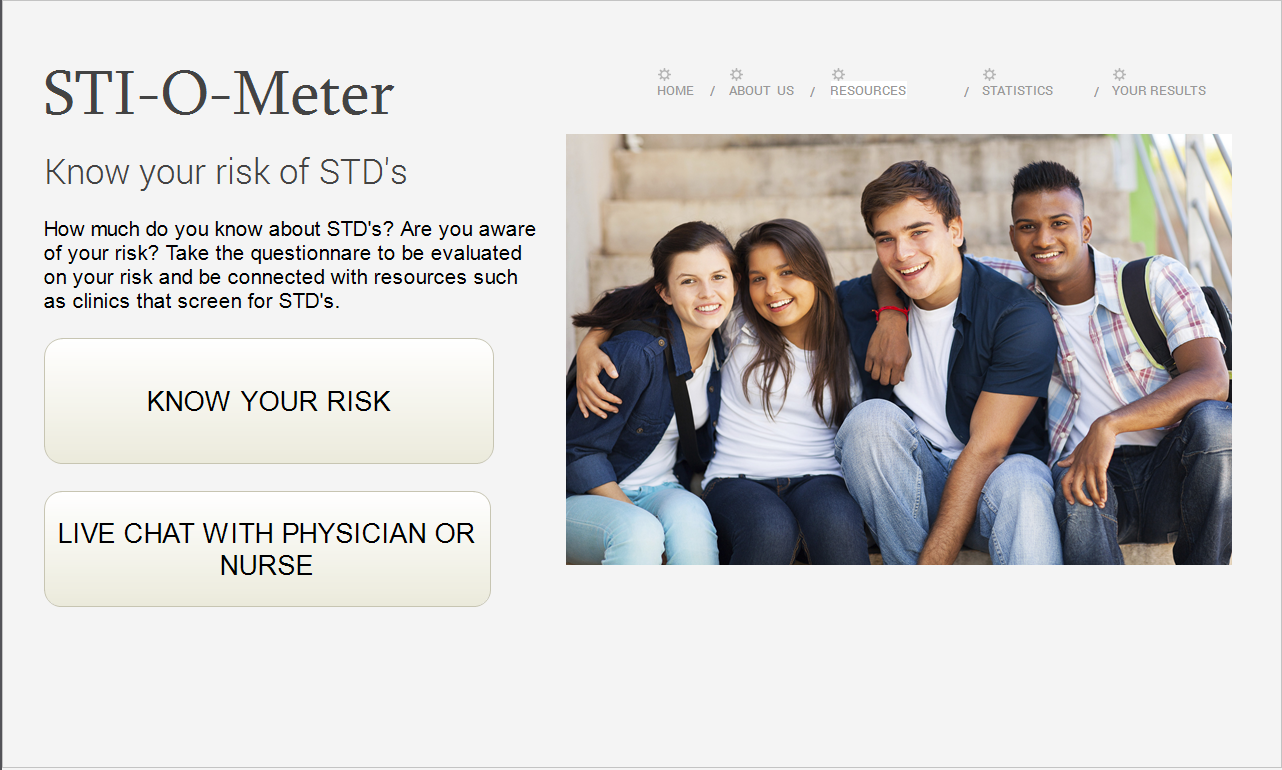 STI-O-Meter
HOME / ABOUT US / RESOURCES / STATISTICS / YOUR RESULTS
Know your risk of STD's
How much do you know about STD's? Are you aware
of your risk? Take the questionnare to be evaluated
on your risk and be connected with resources such
as clinics that screen for STD's.
KNOW YOUR RISK
LIVE CHAT WITH PHYSICIAN OR
NURSE